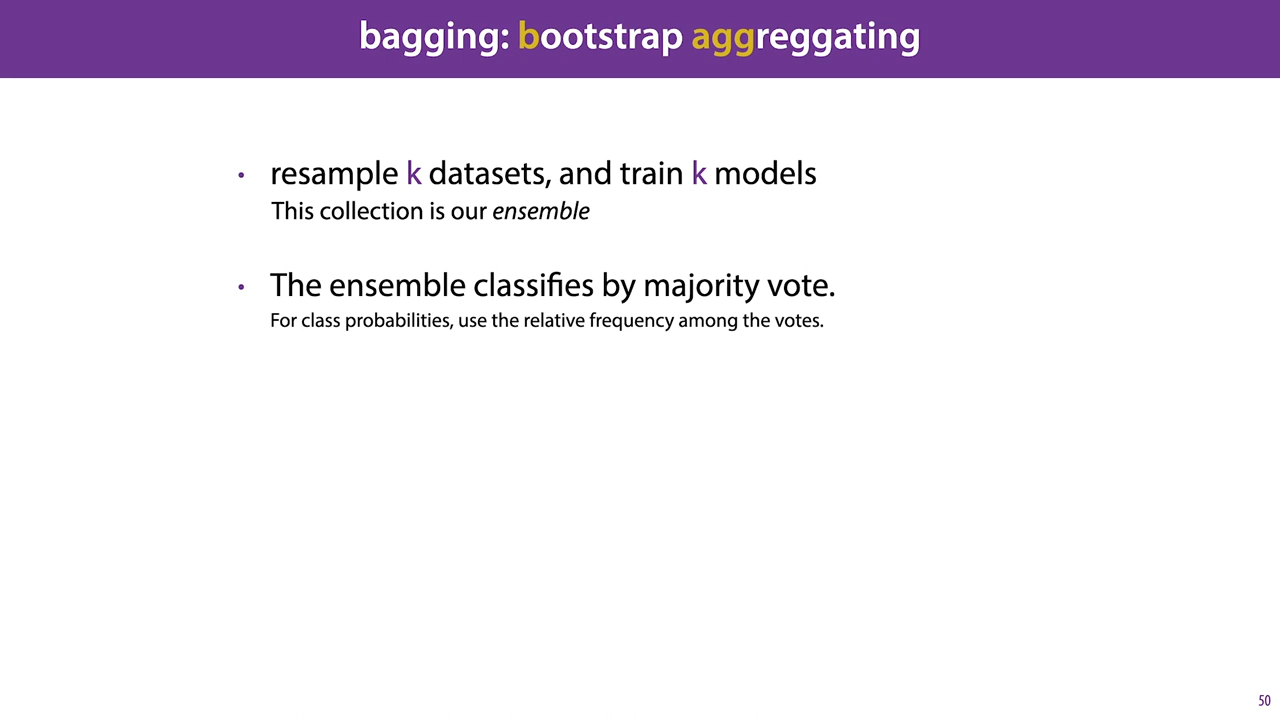 bagging: bootstrap aggreggating
• resample k datasets, and train k models
This collection is our ensemble
• The ensemble classifies by majority vote.
For class probabilities, use the relative frequency among the votes.
50